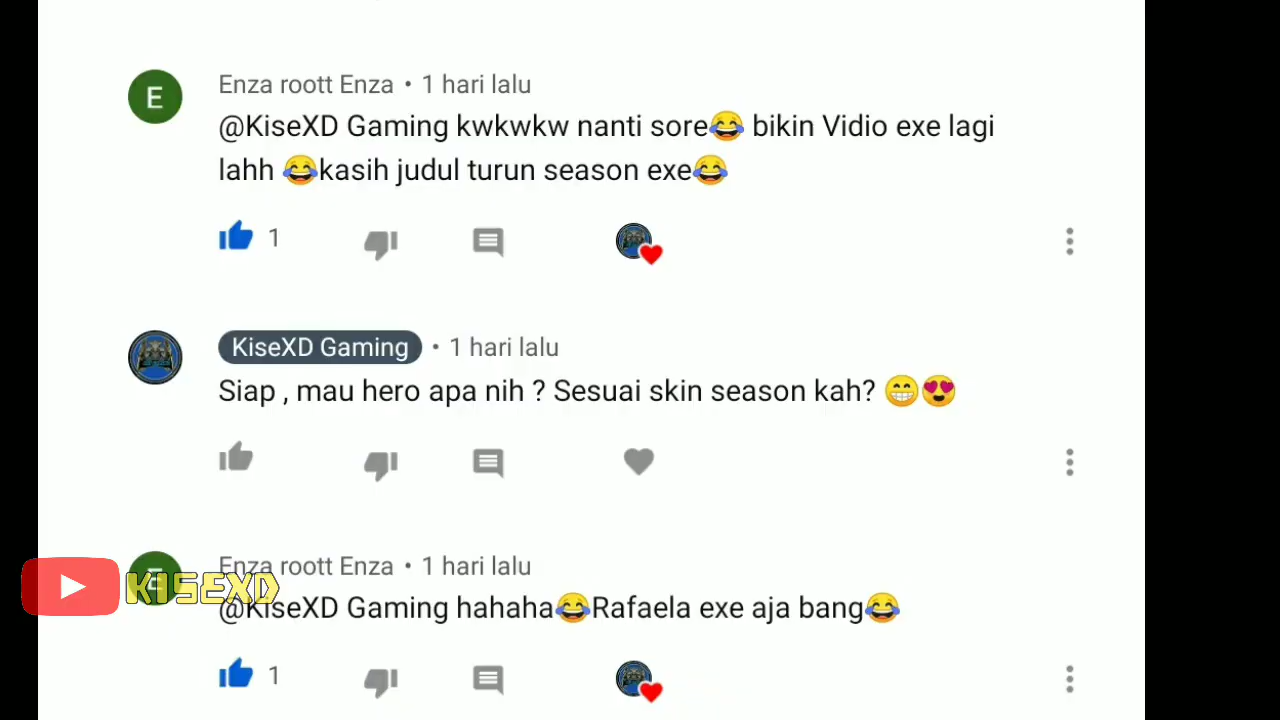 Enza roott Enza • 1 hari lalu
@KiseXD Gaming kwkwkw nanti sore😂 bikin Vidio exe lagi
lahh 😂kasih judul turun season exe😂
1
KiseXD Gaming • 1 hari lalu
Siap , mau hero apa nih ? Sesuai skin season kah? 😁😍
Enza roott Enza • 1 hari lalu
KISEXD
@KiseXD Gaming hahaha😂Rafaela exe aja bang😂
1